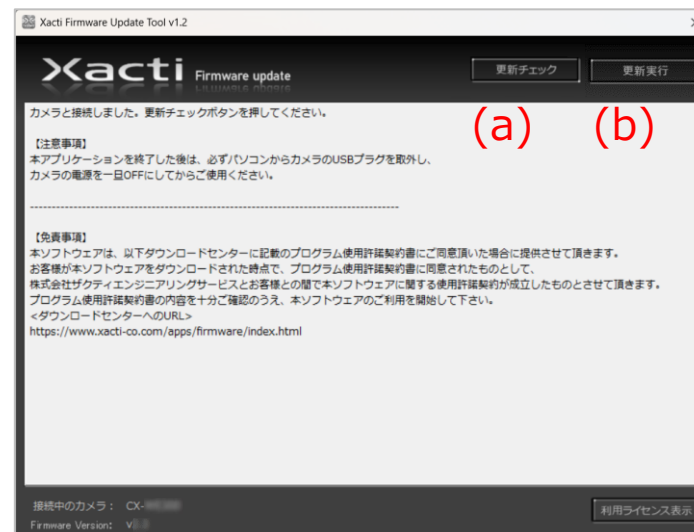 Xacti Firmware Update Tool v1.2
Xacti Firmware update
更新チェック
更新実行
(a)
(b)
カメラと接続しました。更新チェックボタンを押してください。
【注意事項】
本アプリケーションを終了した後は、必ずパソコンからカメラのUSBプラグを取外し、
カメラの電源を一旦OFFにしてからご使用ください。
--------------------------------------------------------------------------------
【免責事項】
本ソフトウェアは、以下ダウンロードセンターに記載のプログラム使用許諾契約書にご同意頂いた場合に提供させて頂きます。
お客様が本ソフトウェアをダウンロードされた時点で、プログラム使用許諾契約書に同意されたものとして、
株式会社ザクティエンジニアリングサービスとお客様との間で本ソフトウェアに関する使用許諾契約が成立したものとさせて頂きます。
プログラム使用許諾契約書の内容を十分ご確認のうえ、本ソフトウェアのご利用を開始して下さい。
<ダウンロードセンターへのURL>
https://www.xacti-co.com/apps/firmware/index.html
接続中のカメラ： CX-
Firmware Version: V
利用ライセンス表示